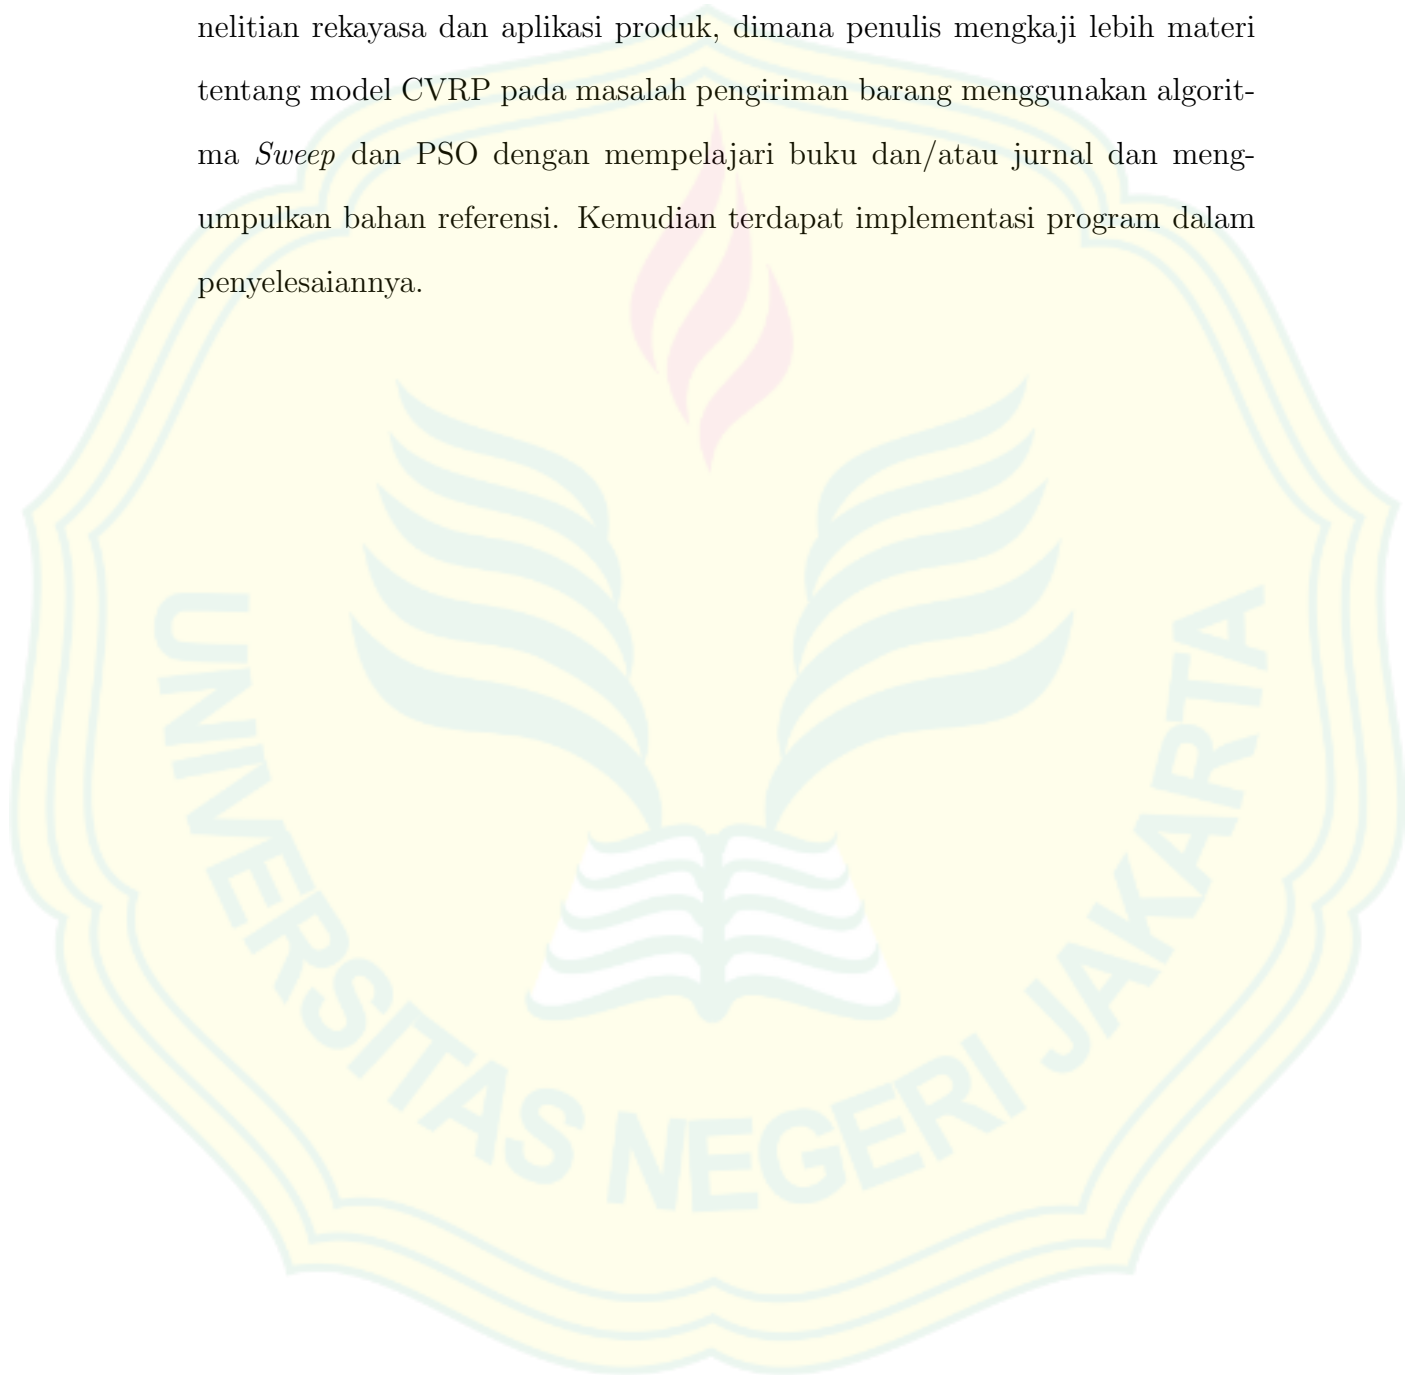 nelitian rekayasa dan aplikasi produk, dimana penulis mengkaji lebih materi
tentang model CVRP pada masalah pengiriman barang menggunakan algorit-
ma Sweep dan PSO dengan mempelajari buku dan/atau jurnal dan meng-
umpulkan bahan referensi. Kemudian terdapat implementasi program dalam
penyelesaiannya.
UNIVERSITAS NEGERI JAKARTA